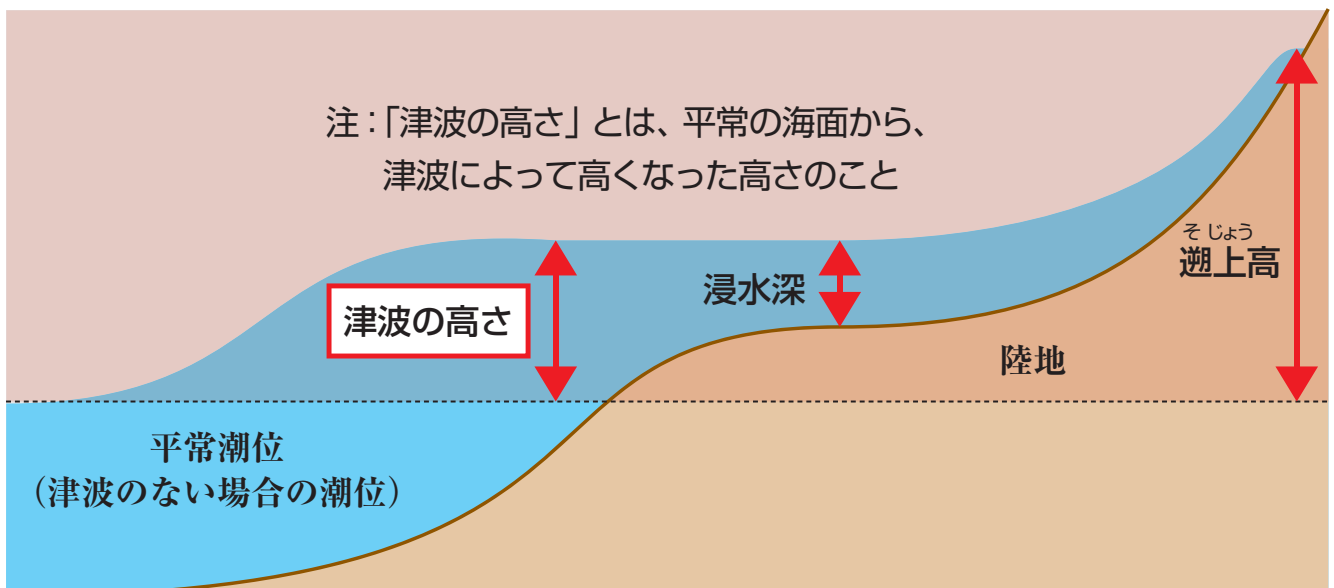 注：「津波の高さ」とは、平常の海面から、
津波によって高くなった高さのこと
津波の高さ
浸水深
そじょう
遡上高
陸地
平常潮位
（津波のない場合の潮位）